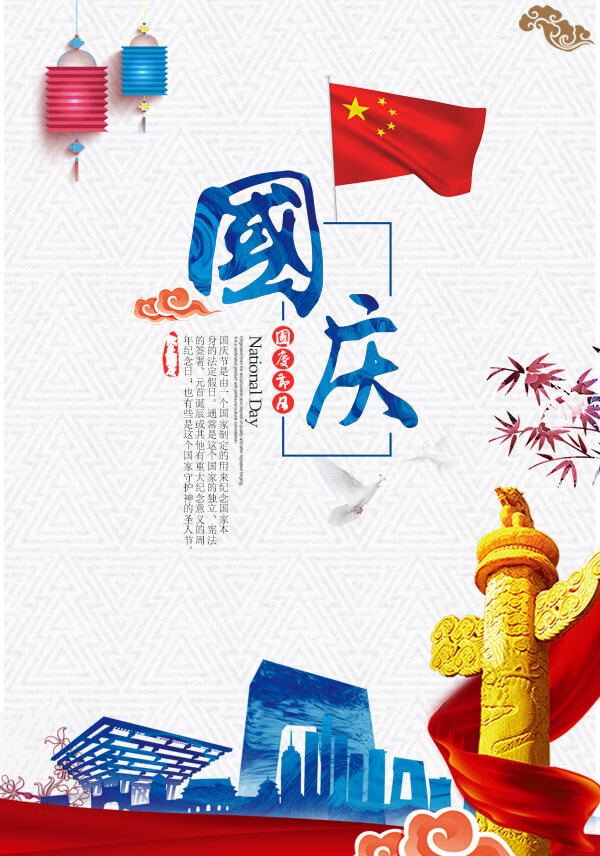 國
庆
國慶節日
National Day
国庆节是由一个国家制定的用来纪念国家本
身的法定假日。通常是这个国家的独立、宪法
的签署、元首诞辰或其他有重大纪念意义的周
年纪念日；也有些是这个国家守护神的圣人节。